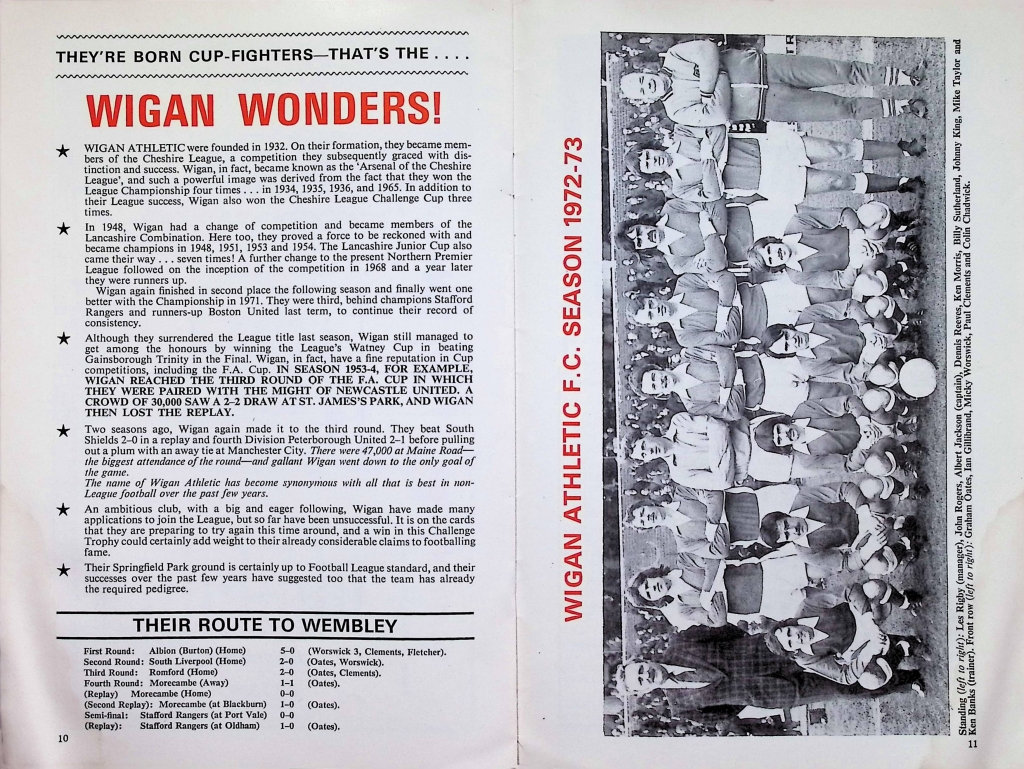 THEY'RE BORN CUP-FIGHTERS—THAT'S THE . . . .
WIGAN WONDERS!
★ WIGAN ATHLETIC were founded in 1932. On their formation, they became mem-
bers of the Cheshire League, a competition they subsequently graced with dis-
tinction and success. Wigan, in fact, became known as the 'Arsenal of the Cheshire
League', and such a powerful image was derived from the fact that they won the
League Championship four times . . . in 1934, 1935, 1936, and 1965. In addition to
their League success, Wigan also won the Cheshire League Challenge Cup three
times.
★ In 1948, Wigan had a change of competition and became members of the
Lancashire Combination. Here too, they proved a force to be reckoned with and
became champions in 1948, 1951, 1953 and 1954. The Lancashire Junior Cup also
came their way . . . seven times! A further change to the present Northern Premier
League followed on the inception of the competition in 1968 and a year later
they were runners up.
Wigan again finished in second place the following season and finally went one
better with the Championship in 1971. They were third, behind champions Stafford
Rangers and runners-up Boston United last term, to continue their record of
consistency.
★ Although they surrendered the League title last season, Wigan still managed to
get among the honours by winning the League's Watney Cup in beating
Gainsborough Trinity in the Final. Wigan, in fact, have a fine reputation in Cup
competitions, including the F.A. Cup. IN SEASON 1953-4, FOR EXAMPLE,
WIGAN REACHED THE THIRD ROUND OF THE F.A. CUP IN WHICH
THEY WERE PAIRED WITH THE MIGHT OF NEWCASTLE UNITED. A
CROWD OF 30,000 SAW A 2–2 DRAW AT ST. JAMES'S PARK, AND WIGAN
THEN LOST THE REPLAY.
★ Two seasons ago, Wigan again made it to the third round. They beat South
Shields 2–0 in a replay and fourth Division Peterborough United 2–1 before pulling
out a plum with an away tie at Manchester City. There were 47,000 at Maine Road—
the biggest attendance of the round—and gallant Wigan went down to the only goal of
the game.
The name of Wigan Athletic has become synonymous with all that is best in non-
League football over the past few years.
★ An ambitious club, with a big and eager following, Wigan have made many
applications to join the League, but so far have been unsuccessful. It is on the cards
that they are preparing to try again this time around, and a win in this Challenge
Trophy could certainly add weight to their already considerable claims to footballing
fame.
★ Their Springfield Park ground is certainly up to Football League standard, and their
successes over the past few years have suggested too that the team has already
the required pedigree.
THEIR ROUTE TO WEMBLEY
First Round: Albion (Burton) (Home) 5–0 (Worswick 3, Clements, Fletcher).
Second Round: South Liverpool (Home) 2–0 (Oates, Worswick).
Third Round: Romford (Home) 2–0 (Oates, Clements).
Fourth Round: Morecambe (Away) 1–1 (Oates).
(Replay) Morecambe (Home) 0–0
(Second Replay): Morecambe (at Blackburn) 1–0 (Oates).
Semi-final: Stafford Rangers (at Port Vale) 0–0
(Replay): Stafford Rangers (at Oldham) 1–0 (Oates).
10
WIGAN ATHLETIC F.C. SEASON 1972-73
TR
Standing (left to right): Les Rigby (manager), John Rogers, Albert Jackson (captain), Dennis Reeves, Ken Morris, Billy Sutherland, Johnny King, Mike Taylor and
Ken Banks (trainer). Front row (left to right): Graham Oates, Ian Gillibrand, Micky Worswick, Paul Clements and Colin Chadwick.
11